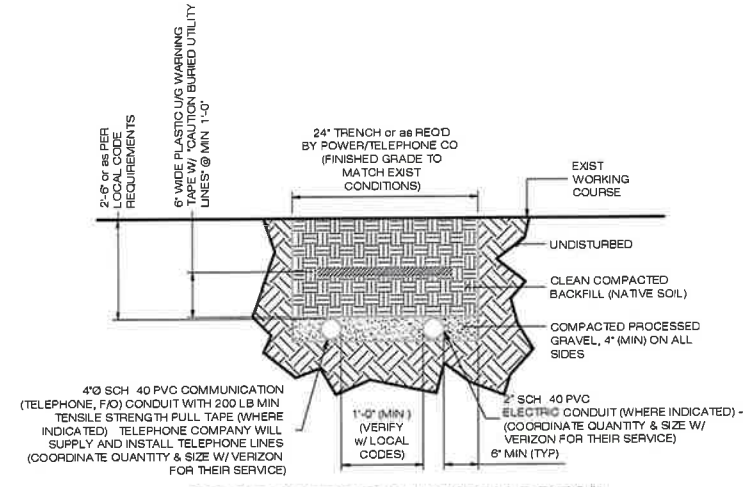 2'-6" or as PER
LOCAL CODE
REQUIREMENTS
6" WIDE PLASTIC U/G WARNING
TAPE W/ "CAUTION BURIED UTILITY
LINES" @ MIN 1'-0"
24" TRENCH or as REQ'D
BY POWER/TELEPHONE CO
(FINISHED GRADE TO
MATCH EXIST
CONDITIONS)
EXIST
WORKING
COURSE
UNDISTURBED
CLEAN COMPACTED
BACKFILL (NATIVE SOIL)
COMPACTED PROCESSED
GRAVEL, 4" (MIN) ON ALL
SIDES
4"Ø SCH 40 PVC COMMUNICATION
(TELEPHONE, F/O) CONDUIT WITH 200 LB MIN
TENSILE STRENGTH PULL TAPE (WHERE
INDICATED) TELEPHONE COMPANY WILL
SUPPLY AND INSTALL TELEPHONE LINES
(COORDINATE QUANTITY & SIZE W/ VERIZON
FOR THEIR SERVICE)
1'-0" (MIN )
(VERIFY
W/ LOCAL
CODES)
2" SCH 40 PVC
ELECTRIC CONDUIT (WHERE INDICATED) -
(COORDINATE QUANTITY & SIZE W/
VERIZON FOR THEIR SERVICE)
6" MIN (TYP)